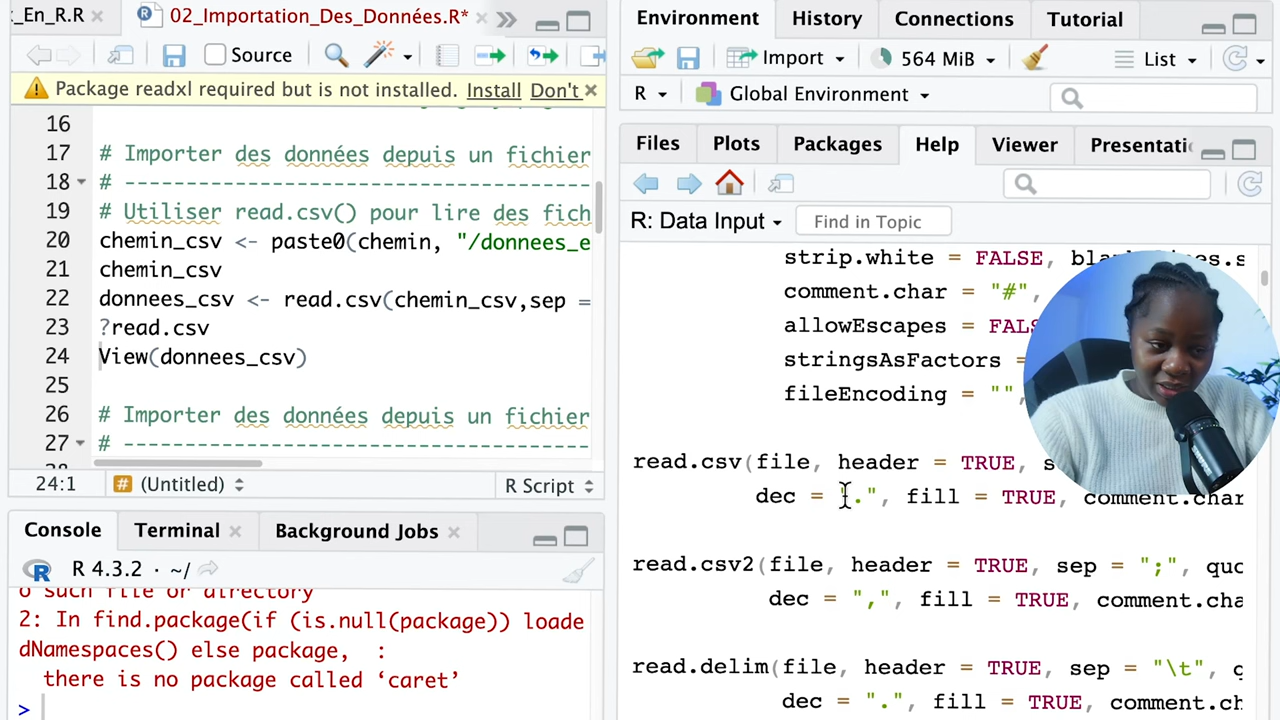 _En_R.R
02_Importation_Des_Données.R*
Source
Package readxl required but is not installed. Install Don't
16
17 # Importer des données depuis un fichier
18 # --------------------------------------
19 # Utiliser read.csv() pour lire des fich
20 chemin_csv <- paste0(chemin, "/donnees_e
21 chemin_csv
22 donnees_csv <- read.csv(chemin_csv,sep =
23 ?read.csv
24 View(donnees_csv)
25
26 # Importer des données depuis un fichier
27 # --------------------------------------
24:1 # (Untitled) R Script
Console Terminal Background Jobs
R 4.3.2 · ~/
o such file or directory
2: In find.package(if (is.null(package)) loade
dNamespaces() else package,  :
  there is no package called ‘caret’
>
Environment History Connections Tutorial
Import 564 MiB List
R Global Environment
Files Plots Packages Help Viewer Presentati
R: Data Input Find in Topic
strip.white = FALSE,
comment.char = "#",
allowEscapes =
stringsAsFactors =
fileEncoding = "",
read.csv(file, header = TRUE,
dec = ".", fill = TRUE, comment.char
read.csv2(file, header = TRUE, sep = ";", quo
dec = ",", fill = TRUE, comment.cha
read.delim(file, header = TRUE, sep = "\t", q
dec = ".", fill = TRUE, comment.ch